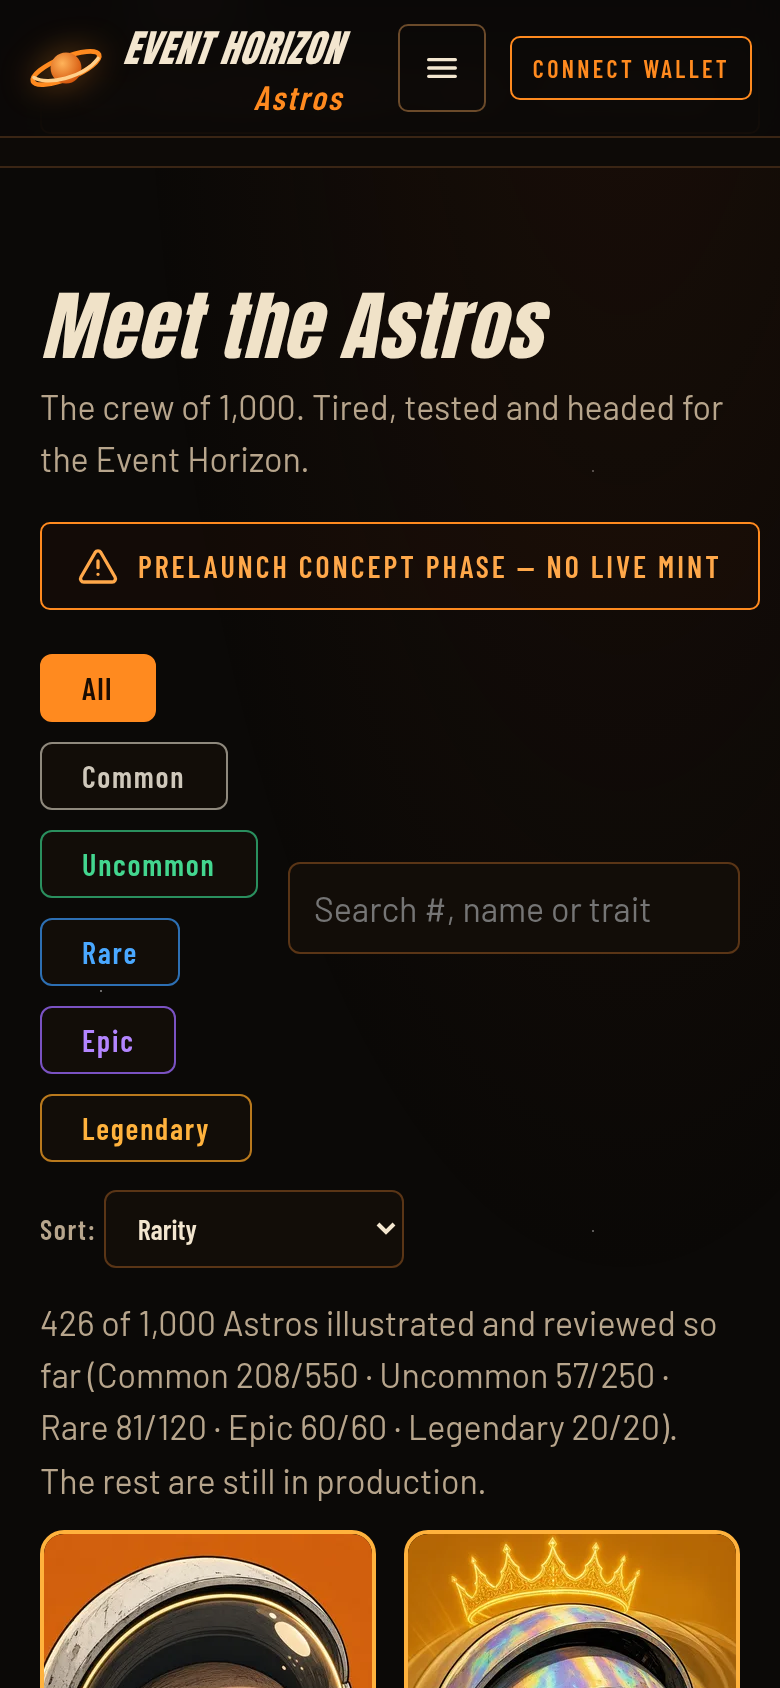 EVENT HORIZON
Astros
CONNECT WALLET
Meet the Astros
The crew of 1,000. Tired, tested and headed for
the Event Horizon.
PRELAUNCH CONCEPT PHASE — NO LIVE MINT
All
Common
Uncommon
Rare
Epic
Legendary
Search #, name or trait
Sort:
Rarity
426 of 1,000 Astros illustrated and reviewed so
far (Common 208/550 · Uncommon 57/250 ·
Rare 81/120 · Epic 60/60 · Legendary 20/20).
The rest are still in production.